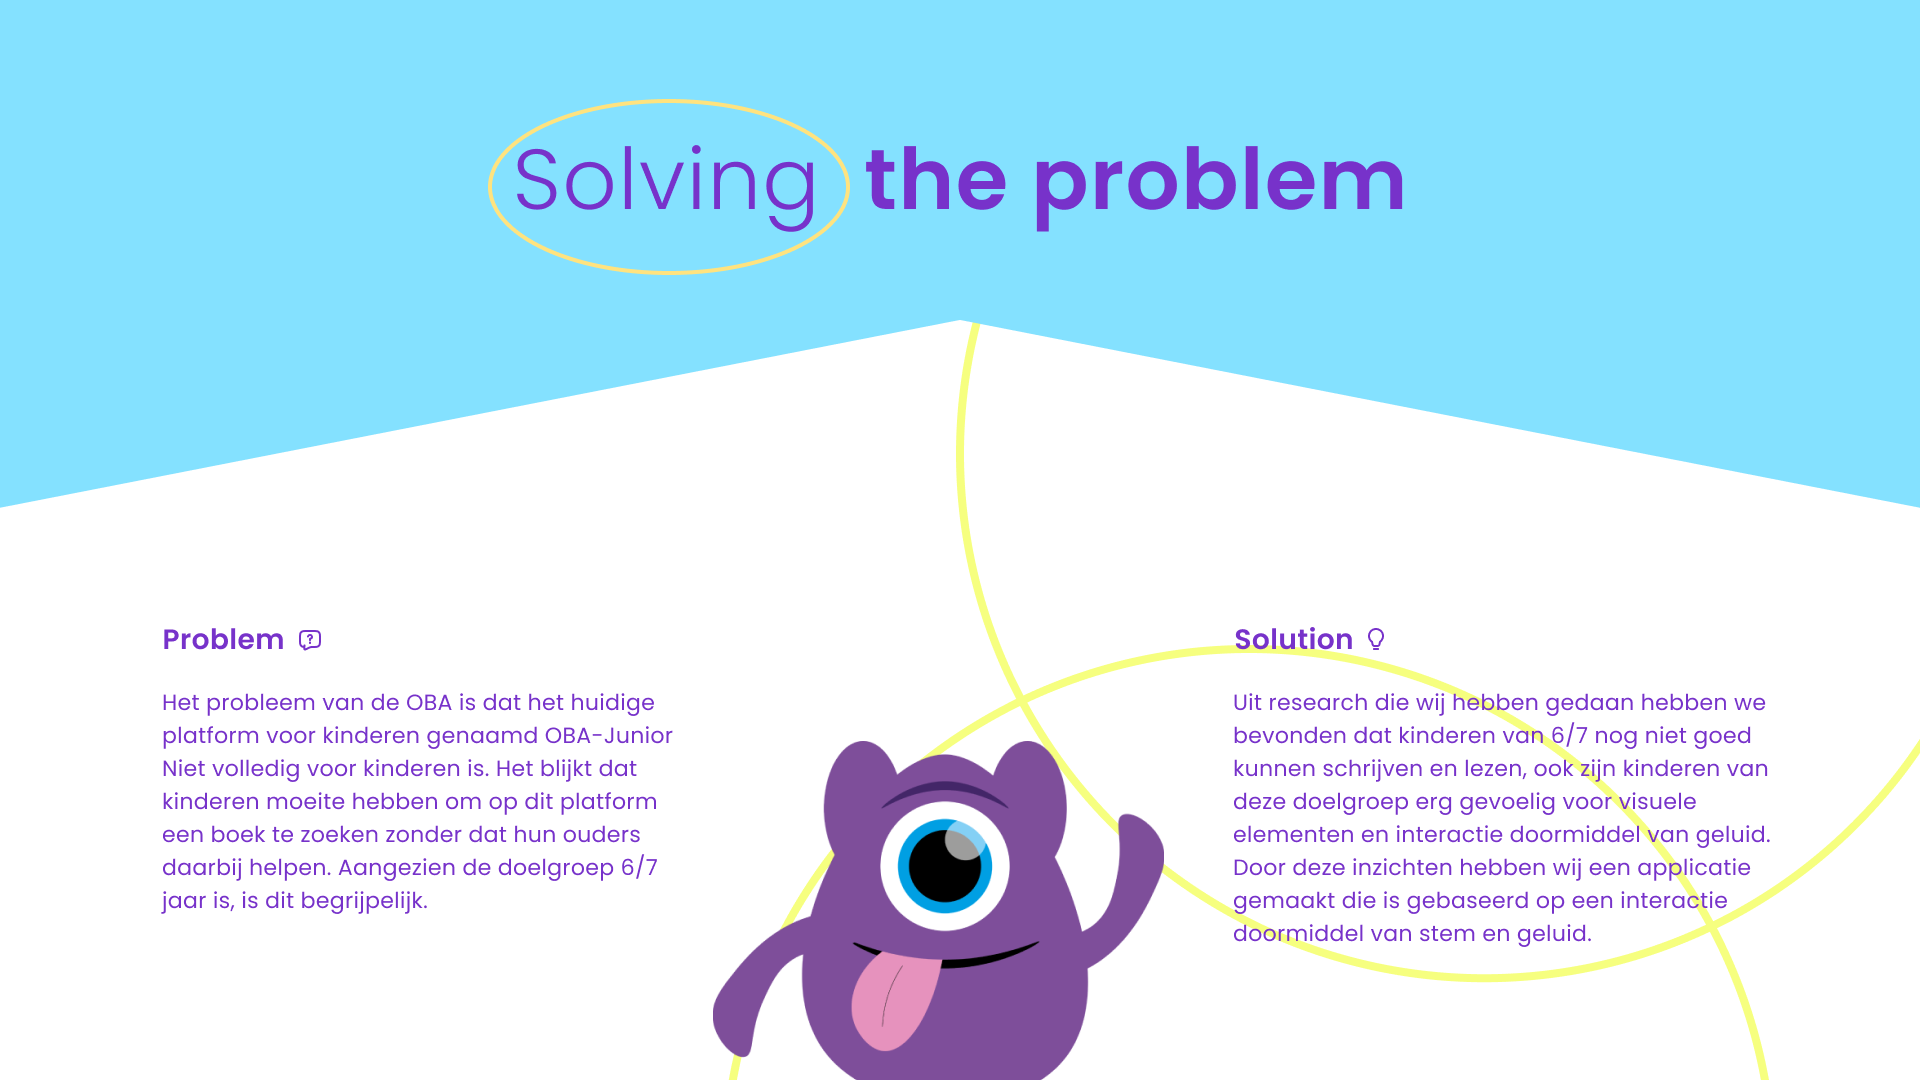 Solving the problem
Problem
Het probleem van de OBA is dat het huidige
platform voor kinderen genaamd OBA-Junior
Niet volledig voor kinderen is. Het blijkt dat
kinderen moeite hebben om op dit platform
een boek te zoeken zonder dat hun ouders
daarbij helpen. Aangezien de doelgroep 6/7
jaar is, is dit begrijpelijk.
Solution
Uit research die wij hebben gedaan hebben we
bevonden dat kinderen van 6/7 nog niet goed
kunnen schrijven en lezen, ook zijn kinderen van
deze doelgroep erg gevoelig voor visuele
elementen en interactie doormiddel van geluid.
Door deze inzichten hebben wij een applicatie
gemaakt die is gebaseerd op een interactie
doormiddel van stem en geluid.